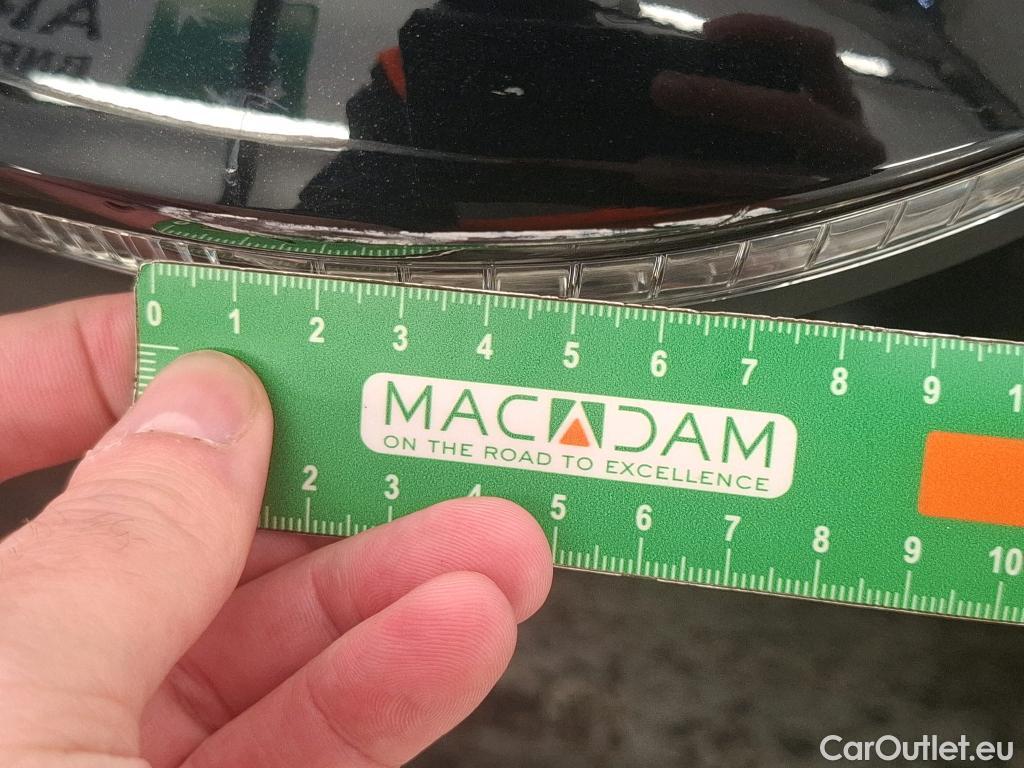 0 1 2 3 4 5 6 7 8 9 1
MACADAM
ON THE ROAD TO EXCELLENCE
2 3 4 5 6 7 8 9 10
CarOutlet.eu